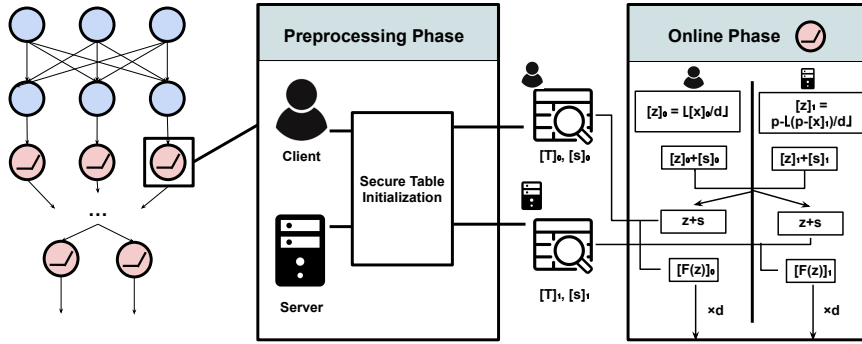 Preprocessing Phase
Client
Secure Table
Initialization
Server
...
[T]₀, [s]₀
[T]₁, [s]₁
Online Phase
[z]₀ = ⌊[x]₀/d⌋
[z]₁ =
p-⌊(p-[x]₁)/d⌋
[z]₀+[s]₀
[z]₁+[s]₁
z+s
z+s
[F(z)]₀
[F(z)]₁
×d
×d